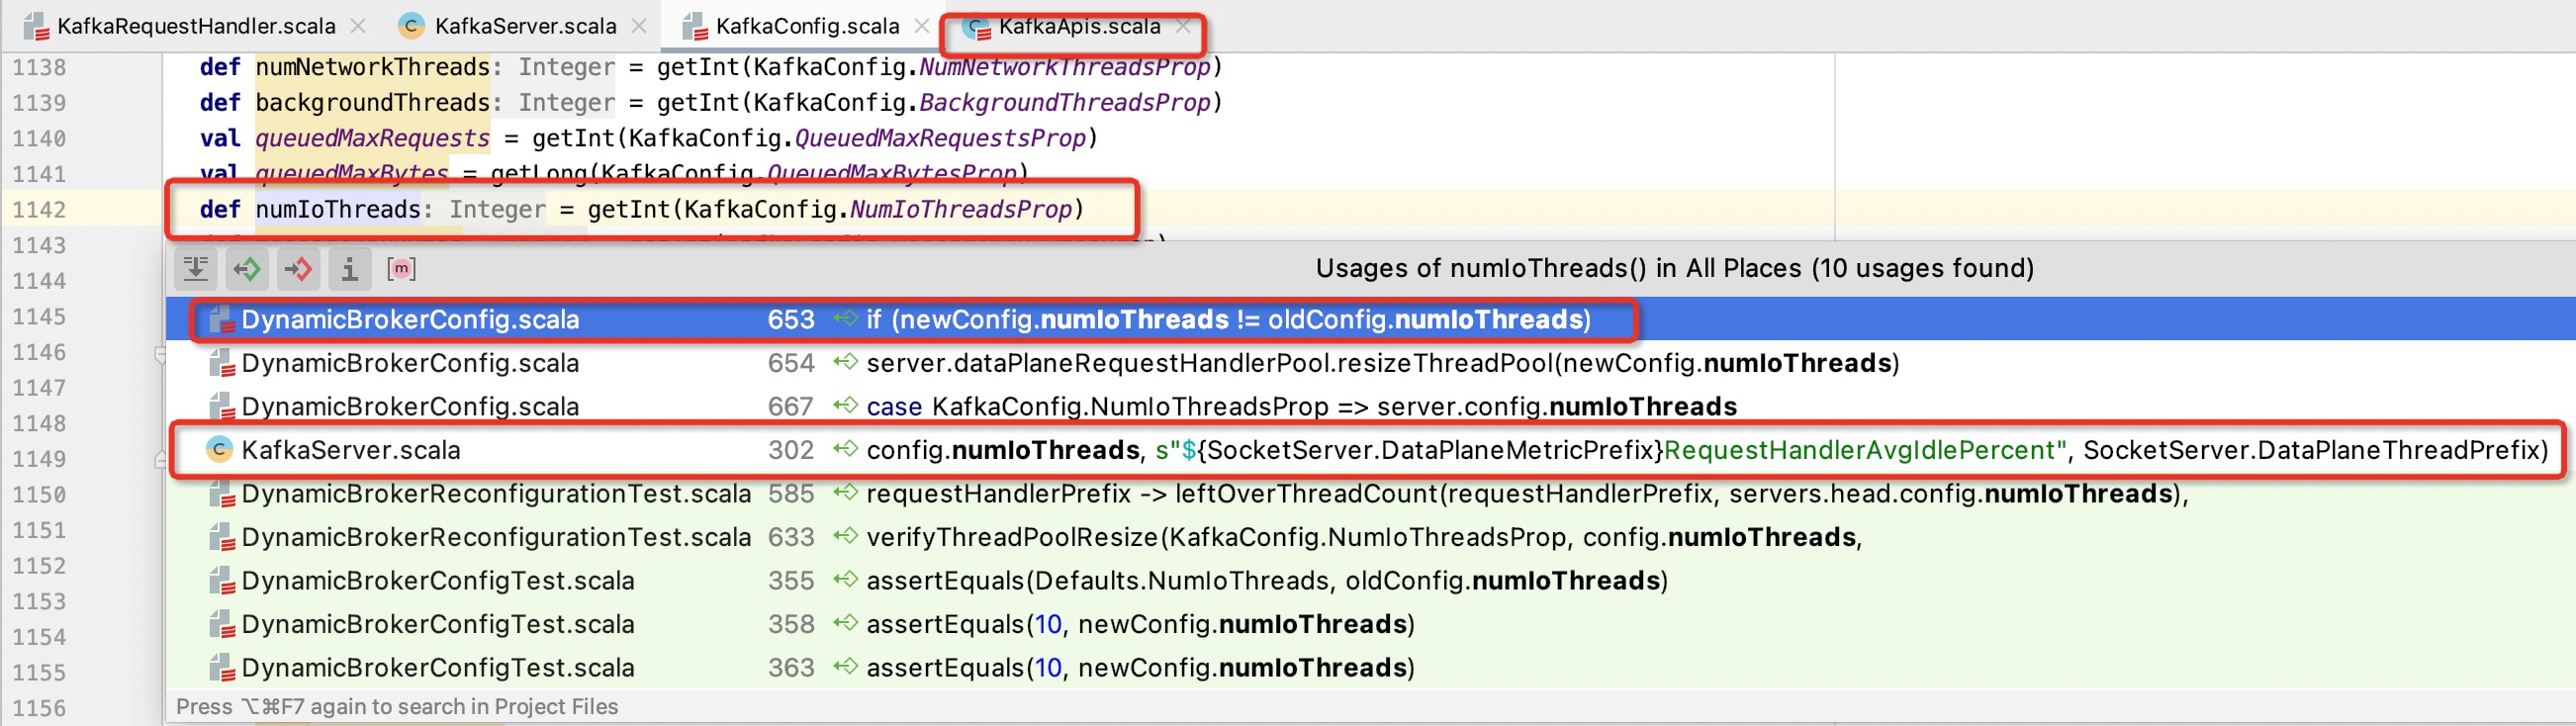 KafkaRequestHandler.scala KafkaServer.scala KafkaConfig.scala KafkaApis.scala
1138 def numNetworkThreads: Integer = getInt(KafkaConfig.NumNetworkThreadsProp)
1139 def backgroundThreads: Integer = getInt(KafkaConfig.BackgroundThreadsProp)
1140 val queuedMaxRequests = getInt(KafkaConfig.QueuedMaxRequestsProp)
1141 val queuedMaxBytes = getLong(KafkaConfig.QueuedMaxBytesProp)
1142 def numIoThreads: Integer = getInt(KafkaConfig.NumIoThreadsProp)
1143
1144 Usages of numIoThreads() in All Places (10 usages found)
1145 DynamicBrokerConfig.scala 653 if (newConfig.numIoThreads != oldConfig.numIoThreads)
1146 DynamicBrokerConfig.scala 654 server.dataPlaneRequestHandlerPool.resizeThreadPool(newConfig.numIoThreads)
1147
DynamicBrokerConfig.scala 667 case KafkaConfig.NumIoThreadsProp => server.config.numIoThreads
1148
1149 KafkaServer.scala 302 config.numIoThreads, s"${SocketServer.DataPlaneMetricPrefix}RequestHandlerAvgIdlePercent", SocketServer.DataPlaneThreadPrefix)
1150 DynamicBrokerReconfigurationTest.scala 585 requestHandlerPrefix -> leftOverThreadCount(requestHandlerPrefix, servers.head.config.numIoThreads),
1151 DynamicBrokerReconfigurationTest.scala 633 verifyThreadPoolResize(KafkaConfig.NumIoThreadsProp, config.numIoThreads,
1152
DynamicBrokerConfigTest.scala 355 assertEquals(Defaults.NumIoThreads, oldConfig.numIoThreads)
1153
1154 DynamicBrokerConfigTest.scala 358 assertEquals(10, newConfig.numIoThreads)
1155 DynamicBrokerConfigTest.scala 363 assertEquals(10, newConfig.numIoThreads)
1156 Press ⌥⌘F7 again to search in Project Files